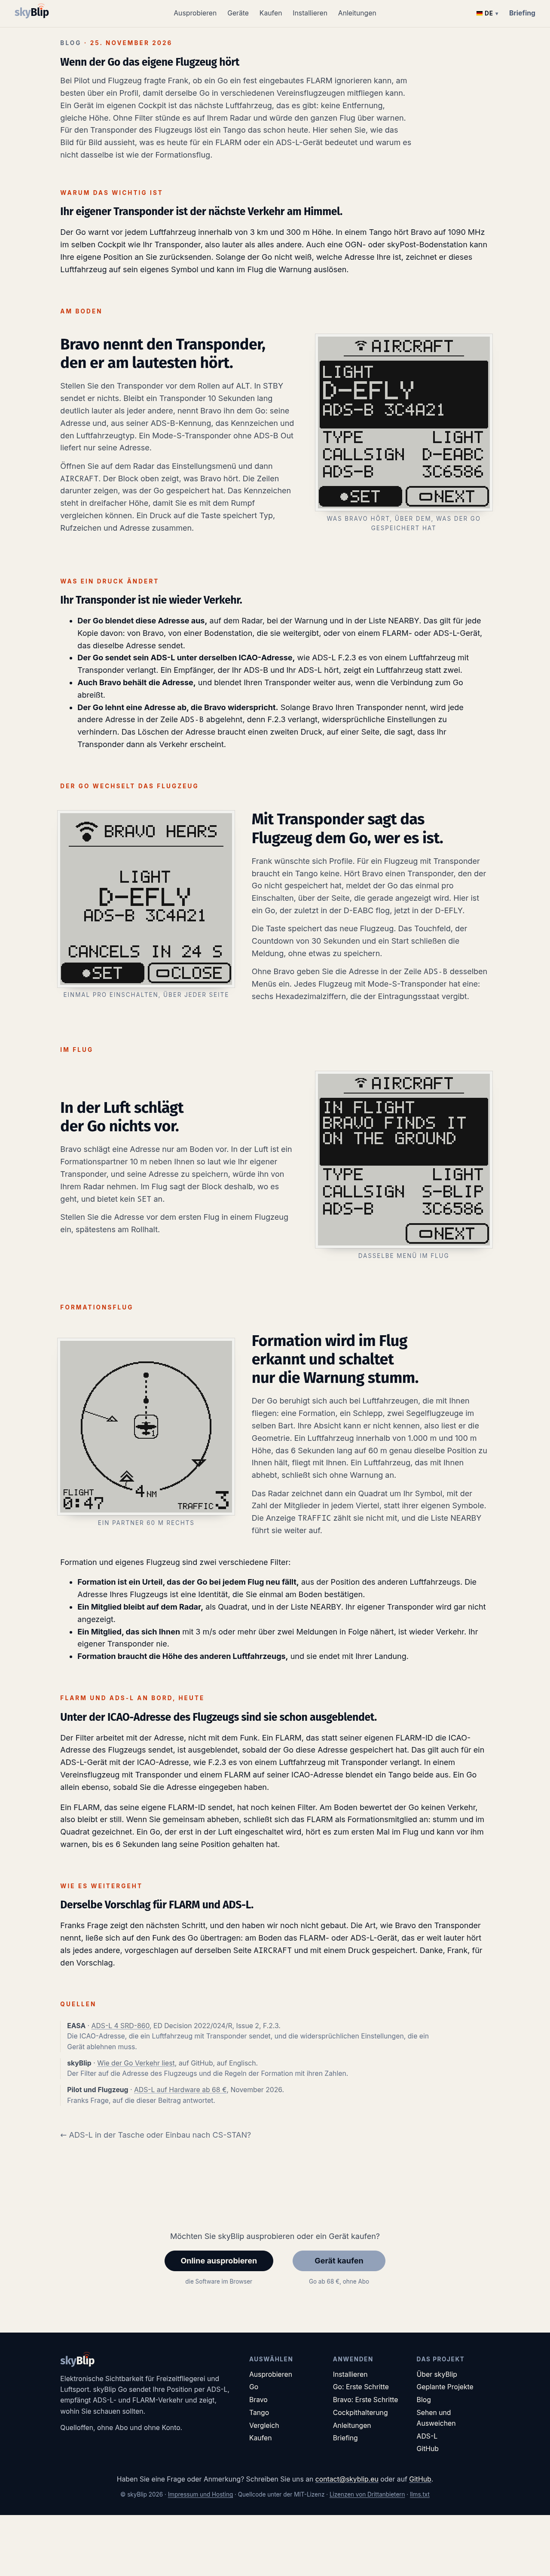 skyBlip
Ausprobieren Geräte Kaufen Installieren Anleitungen
DE ▾ Briefing
BLOG · 25. NOVEMBER 2026
Wenn der Go das eigene Flugzeug hört
Bei Pilot und Flugzeug fragte Frank, ob ein Go ein fest eingebautes FLARM ignorieren kann, am
besten über ein Profil, damit derselbe Go in verschiedenen Vereinsflugzeugen mitfliegen kann.
Ein Gerät im eigenen Cockpit ist das nächste Luftfahrzeug, das es gibt: keine Entfernung,
gleiche Höhe. Ohne Filter stünde es auf Ihrem Radar und würde den ganzen Flug über warnen.
Für den Transponder des Flugzeugs löst ein Tango das schon heute. Hier sehen Sie, wie das
Bild für Bild aussieht, was es heute für ein FLARM oder ein ADS-L-Gerät bedeutet und warum es
nicht dasselbe ist wie der Formationsflug.
WARUM DAS WICHTIG IST
Ihr eigener Transponder ist der nächste Verkehr am Himmel.
Der Go warnt vor jedem Luftfahrzeug innerhalb von 3 km und 300 m Höhe. In einem Tango hört Bravo auf 1090 MHz
im selben Cockpit wie Ihr Transponder, also lauter als alles andere. Auch eine OGN- oder skyPost-Bodenstation kann
Ihre eigene Position an Sie zurücksenden. Solange der Go nicht weiß, welche Adresse Ihre ist, zeichnet er dieses
Luftfahrzeug auf sein eigenes Symbol und kann im Flug die Warnung auslösen.
AM BODEN
Bravo nennt den Transponder,
den er am lautesten hört.
Stellen Sie den Transponder vor dem Rollen auf ALT. In STBY
sendet er nichts. Bleibt ein Transponder 10 Sekunden lang
deutlich lauter als jeder andere, nennt Bravo ihn dem Go: seine
Adresse und, aus seiner ADS-B-Kennung, das Kennzeichen und
den Luftfahrzeugtyp. Ein Mode-S-Transponder ohne ADS-B Out
liefert nur seine Adresse.
Öffnen Sie auf dem Radar das Einstellungsmenü und dann
AIRCRAFT. Der Block oben zeigt, was Bravo hört. Die Zeilen
darunter zeigen, was der Go gespeichert hat. Das Kennzeichen
steht in dreifacher Höhe, damit Sie es mit dem Rumpf
vergleichen können. Ein Druck auf die Taste speichert Typ,
Rufzeichen und Adresse zusammen.
AIRCRAFT
LIGHT
D-EFLY
ADS-B 3C4A21
TYPE LIGHT
CALLSIGN D-EABC
ADS-B 3C6586
SET NEXT
WAS BRAVO HÖRT, ÜBER DEM, WAS DER GO
GESPEICHERT HAT
WAS EIN DRUCK ÄNDERT
Ihr Transponder ist nie wieder Verkehr.
• Der Go blendet diese Adresse aus, auf dem Radar, bei der Warnung und in der Liste NEARBY. Das gilt für jede
Kopie davon: von Bravo, von einer Bodenstation, die sie weitergibt, oder von einem FLARM- oder ADS-L-Gerät,
das dieselbe Adresse sendet.
• Der Go sendet sein ADS-L unter derselben ICAO-Adresse, wie ADS-L F.2.3 es von einem Luftfahrzeug mit
Transponder verlangt. Ein Empfänger, der Ihr ADS-B und Ihr ADS-L hört, zeigt ein Luftfahrzeug statt zwei.
• Auch Bravo behält die Adresse, und blendet Ihren Transponder weiter aus, wenn die Verbindung zum Go
abreißt.
• Der Go lehnt eine Adresse ab, die Bravo widerspricht. Solange Bravo Ihren Transponder nennt, wird jede
andere Adresse in der Zeile ADS-B abgelehnt, denn F.2.3 verlangt, widersprüchliche Einstellungen zu
verhindern. Das Löschen der Adresse braucht einen zweiten Druck, auf einer Seite, die sagt, dass Ihr
Transponder dann als Verkehr erscheint.
DER GO WECHSELT DAS FLUGZEUG
BRAVO HEARS
LIGHT
D-EFLY
ADS-B 3C4A21
CANCELS IN 24 S
SET CLOSE
EINMAL PRO EINSCHALTEN, ÜBER JEDER SEITE
Mit Transponder sagt das
Flugzeug dem Go, wer es ist.
Frank wünschte sich Profile. Für ein Flugzeug mit Transponder
braucht ein Tango keine. Hört Bravo einen Transponder, den der
Go nicht gespeichert hat, meldet der Go das einmal pro
Einschalten, über der Seite, die gerade angezeigt wird. Hier ist
ein Go, der zuletzt in der D-EABC flog, jetzt in der D-EFLY.
Die Taste speichert das neue Flugzeug. Das Touchfeld, der
Countdown von 30 Sekunden und ein Start schließen die
Meldung, ohne etwas zu speichern.
Ohne Bravo geben Sie die Adresse in der Zeile ADS-B desselben
Menüs ein. Jedes Flugzeug mit Mode-S-Transponder hat eine:
sechs Hexadezimalziffern, die der Eintragungsstaat vergibt.
IM FLUG
In der Luft schlägt
der Go nichts vor.
Bravo schlägt eine Adresse nur am Boden vor. In der Luft ist ein
Formationspartner 10 m neben Ihnen so laut wie Ihr eigener
Transponder, und seine Adresse zu speichern, würde ihn von
Ihrem Radar nehmen. Im Flug sagt der Block deshalb, wo es
geht, und bietet kein SET an.
Stellen Sie die Adresse vor dem ersten Flug in einem Flugzeug
ein, spätestens am Rollhalt.
AIRCRAFT
IN FLIGHT
BRAVO FINDS IT
ON THE GROUND
TYPE LIGHT
CALLSIGN S-BLIP
ADS-B 3C6586
NEXT
DASSELBE MENÜ IM FLUG
FORMATIONSFLUG
1
4 NM
FLIGHT
0:47
TRAFFIC 3
EIN PARTNER 60 M RECHTS
Formation wird im Flug
erkannt und schaltet
nur die Warnung stumm.
Der Go beruhigt sich auch bei Luftfahrzeugen, die mit Ihnen
fliegen: eine Formation, ein Schlepp, zwei Segelflugzeuge im
selben Bart. Ihre Absicht kann er nicht kennen, also liest er die
Geometrie. Ein Luftfahrzeug innerhalb von 1.000 m und 100 m
Höhe, das 6 Sekunden lang auf 60 m genau dieselbe Position zu
Ihnen hält, fliegt mit Ihnen. Ein Luftfahrzeug, das mit Ihnen
abhebt, schließt sich ohne Warnung an.
Das Radar zeichnet dann ein Quadrat um Ihr Symbol, mit der
Zahl der Mitglieder in jedem Viertel, statt ihrer eigenen Symbole.
Die Anzeige TRAFFIC zählt sie nicht mit, und die Liste NEARBY
führt sie weiter auf.
Formation und eigenes Flugzeug sind zwei verschiedene Filter:
• Formation ist ein Urteil, das der Go bei jedem Flug neu fällt, aus der Position des anderen Luftfahrzeugs. Die
Adresse Ihres Flugzeugs ist eine Identität, die Sie einmal am Boden bestätigen.
• Ein Mitglied bleibt auf dem Radar, als Quadrat, und in der Liste NEARBY. Ihr eigener Transponder wird gar nicht
angezeigt.
• Ein Mitglied, das sich Ihnen mit 3 m/s oder mehr über zwei Meldungen in Folge nähert, ist wieder Verkehr. Ihr
eigener Transponder nie.
• Formation braucht die Höhe des anderen Luftfahrzeugs, und sie endet mit Ihrer Landung.
FLARM UND ADS-L AN BORD, HEUTE
Unter der ICAO-Adresse des Flugzeugs sind sie schon ausgeblendet.
Der Filter arbeitet mit der Adresse, nicht mit dem Funk. Ein FLARM, das statt seiner eigenen FLARM-ID die ICAO-
Adresse des Flugzeugs sendet, ist ausgeblendet, sobald der Go diese Adresse gespeichert hat. Das gilt auch für ein
ADS-L-Gerät mit der ICAO-Adresse, wie F.2.3 es von einem Luftfahrzeug mit Transponder verlangt. In einem
Vereinsflugzeug mit Transponder und einem FLARM auf seiner ICAO-Adresse blendet ein Tango beide aus. Ein Go
allein ebenso, sobald Sie die Adresse eingegeben haben.
Ein FLARM, das seine eigene FLARM-ID sendet, hat noch keinen Filter. Am Boden bewertet der Go keinen Verkehr,
also bleibt er still. Wenn Sie gemeinsam abheben, schließt sich das FLARM als Formationsmitglied an: stumm und im
Quadrat gezeichnet. Ein Go, der erst in der Luft eingeschaltet wird, hört es zum ersten Mal im Flug und kann vor ihm
warnen, bis es 6 Sekunden lang seine Position gehalten hat.
WIE ES WEITERGEHT
Derselbe Vorschlag für FLARM und ADS-L.
Franks Frage zeigt den nächsten Schritt, und den haben wir noch nicht gebaut. Die Art, wie Bravo den Transponder
nennt, ließe sich auf den Funk des Go übertragen: am Boden das FLARM- oder ADS-L-Gerät, das er weit lauter hört
als jedes andere, vorgeschlagen auf derselben Seite AIRCRAFT und mit einem Druck gespeichert. Danke, Frank, für
den Vorschlag.
QUELLEN
EASA · ADS-L 4 SRD-860, ED Decision 2022/024/R, Issue 2, F.2.3.
Die ICAO-Adresse, die ein Luftfahrzeug mit Transponder sendet, und die widersprüchlichen Einstellungen, die ein
Gerät ablehnen muss.
skyBlip · Wie der Go Verkehr liest, auf GitHub, auf Englisch.
Der Filter auf die Adresse des Flugzeugs und die Regeln der Formation mit ihren Zahlen.
Pilot und Flugzeug · ADS-L auf Hardware ab 68 €, November 2026.
Franks Frage, auf die dieser Beitrag antwortet.
← ADS-L in der Tasche oder Einbau nach CS-STAN?
Möchten Sie skyBlip ausprobieren oder ein Gerät kaufen?
Online ausprobieren Gerät kaufen
die Software im Browser Go ab 68 €, ohne Abo
skyBlip
Elektronische Sichtbarkeit für Freizeitfliegerei und
Luftsport. skyBlip Go sendet Ihre Position per ADS-L,
empfängt ADS-L- und FLARM-Verkehr und zeigt,
wohin Sie schauen sollten.
Quelloffen, ohne Abo und ohne Konto.
AUSWÄHLEN
Ausprobieren
Go
Bravo
Tango
Vergleich
Kaufen
ANWENDEN
Installieren
Go: Erste Schritte
Bravo: Erste Schritte
Cockpithalterung
Anleitungen
Briefing
DAS PROJEKT
Über skyBlip
Geplante Projekte
Blog
Sehen und
Ausweichen
ADS-L
GitHub
Haben Sie eine Frage oder Anmerkung? Schreiben Sie uns an contact@skyblip.eu oder auf GitHub.
© skyBlip 2026 · Impressum und Hosting · Quellcode unter der MIT-Lizenz · Lizenzen von Drittanbietern · llms.txt